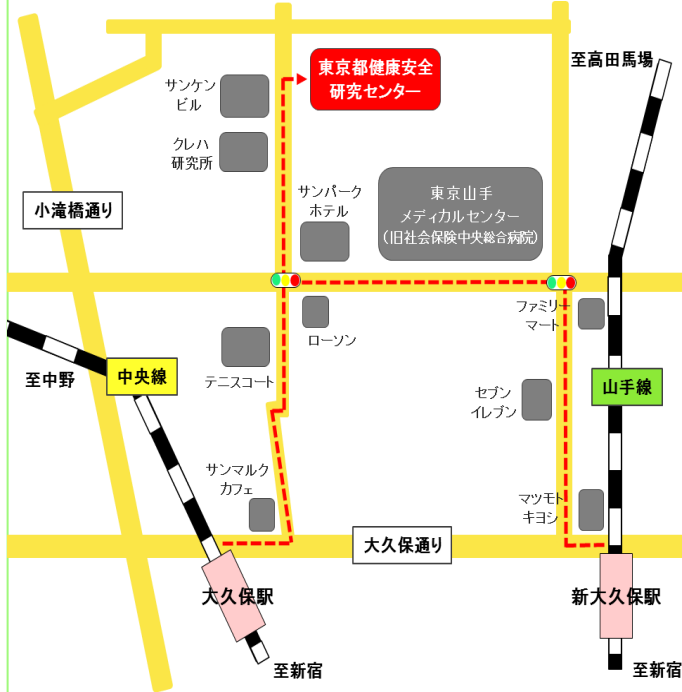 至高田馬場
東京都健康安全
研究センター
サンケン
ビル
クレハ
研究所
小滝橋通り
サンパーク
ホテル
東京山手
メディカルセンター
(旧社会保険中央総合病院)
ファミリー
マート
ローソン
至中野
中央線
テニスコート
セブン
イレブン
山手線
サンマルク
カフェ
マツモト
キヨシ
大久保通り
大久保駅
新大久保駅
至新宿
至新宿